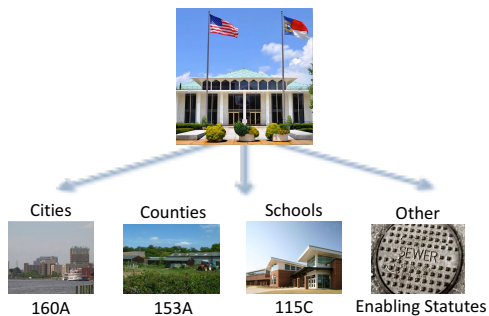 Cities
Counties
Schools
Other
SEWER
160A
153A
115C
Enabling Statutes